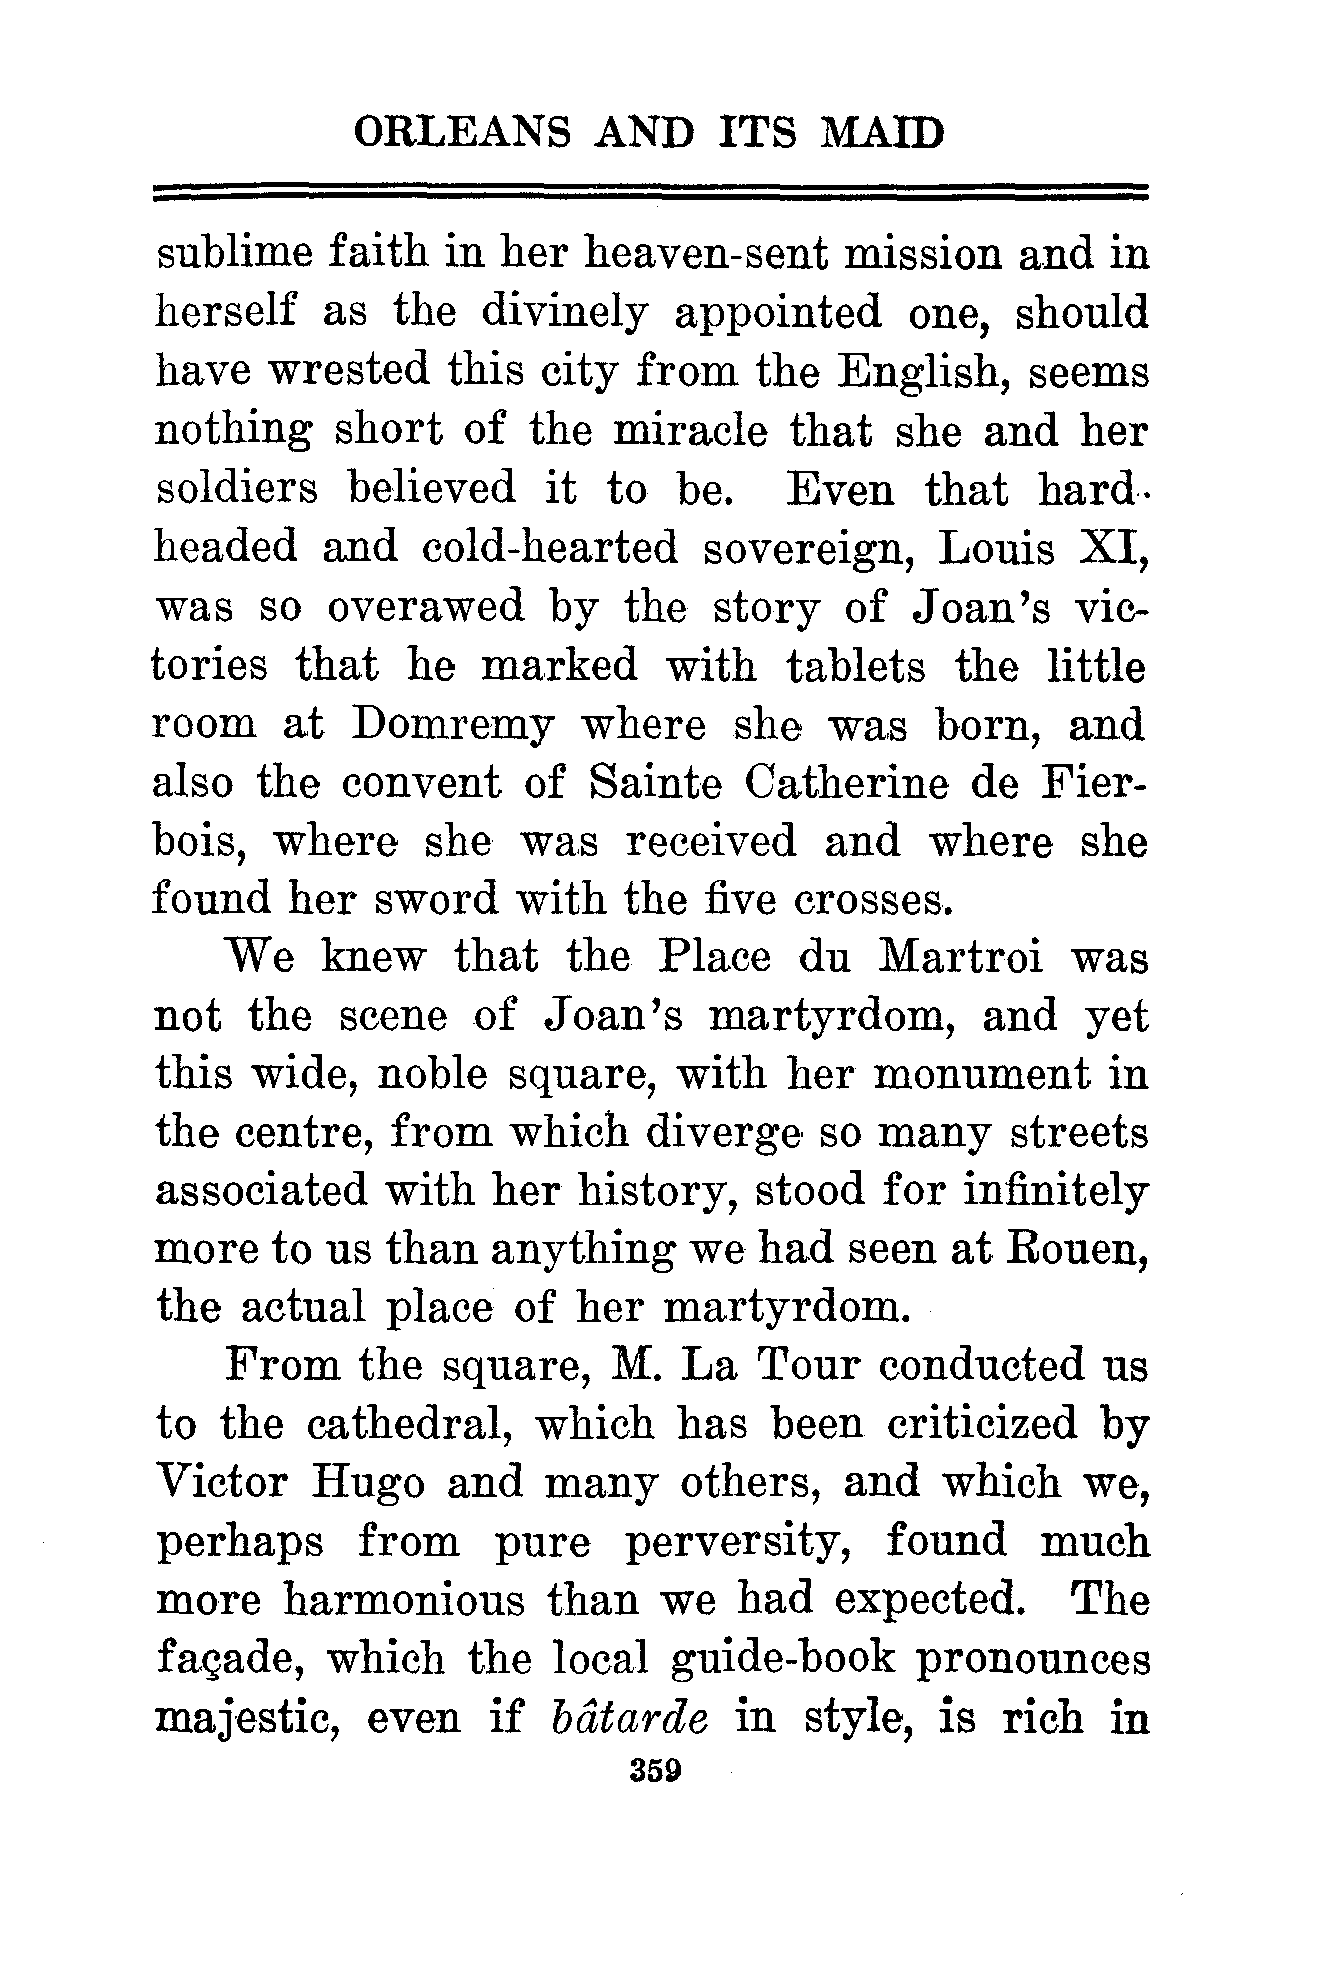 ORLEANS AND ITS MAID
sublime faith in her heaven-sent mission and in
herself as the divinely appointed one, should
have wrested this city from the English, seems
nothing short of the miracle that she and her
soldiers believed it to be. Even that hard-
headed and cold-hearted sovereign, Louis XI,
was so overawed by the story of Joan's vic-
tories that he marked with tablets the little
room at Domremy where she was born, and
also the convent of Sainte Catherine de Fier-
bois, where she was received and where she
found her sword with the five crosses.
We knew that the Place du Martroi was
not the scene of Joan's martyrdom, and yet
this wide, noble square, with her monument in
the centre, from which diverge so many streets
associated with her history, stood for infinitely
more to us than anything we had seen at Rouen,
the actual place of her martyrdom.
From the square, M. La Tour conducted us
to the cathedral, which has been criticized by
Victor Hugo and many others, and which we,
perhaps from pure perversity, found much
more harmonious than we had expected. The
façade, which the local guide-book pronounces
majestic, even if bâtarde in style, is rich in
359